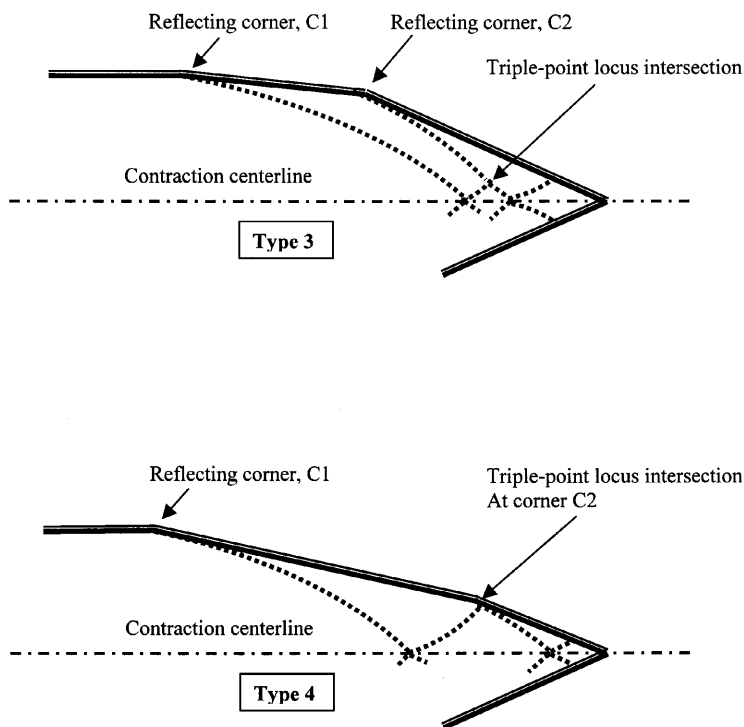 Reflecting corner, C1
Reflecting corner, C2
Triple-point locus intersection
Contraction centerline
Type 3
Reflecting corner, C1
Triple-point locus intersection
At corner C2
Contraction centerline
Type 4